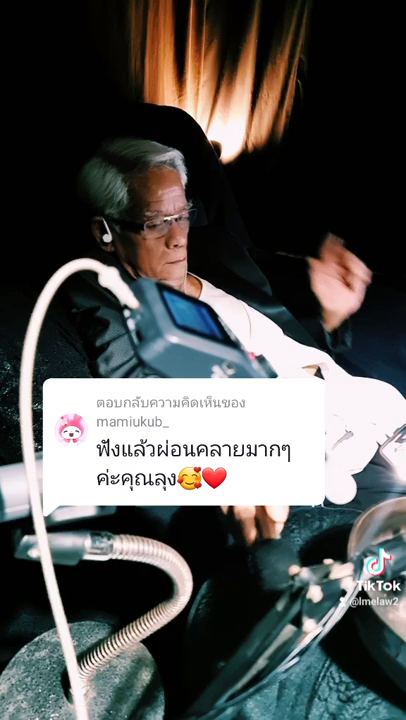 ตอบกลับความคิดเห็นของ
mamiukub_
ฟังแล้วผ่อนคลายมากๆ
ค่ะคุณลุง🥰❤️
TikTok
@lmelaw2